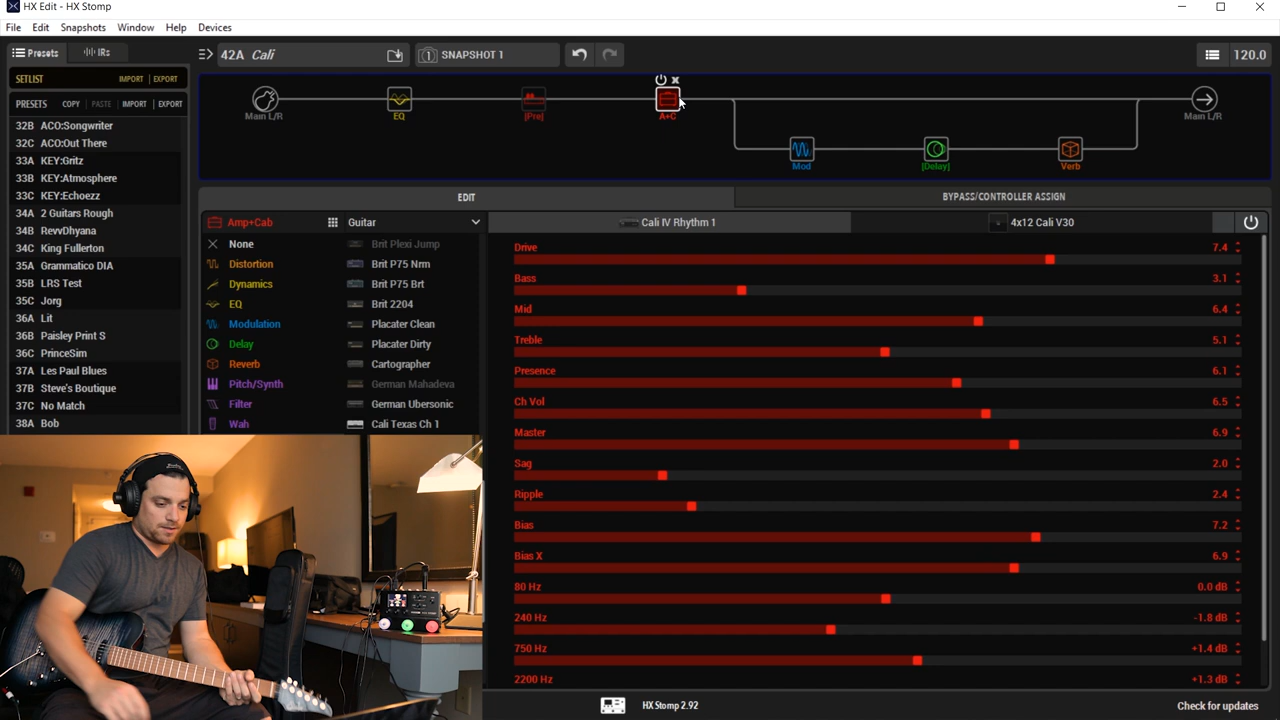 HX Edit - HX Stomp
File Edit Snapshots Window Help Devices
Presets IRs
42A Cali
1 SNAPSHOT 1
120.0
SETLIST IMPORT EXPORT
PRESETS COPY PASTE IMPORT EXPORT
32B ACO:Songwriter
32C ACO:Out There
33A KEY:Gritz
33B KEY:Atmosphere
33C KEY:Echoezz
34A 2 Guitars Rough
34B RevvDhyana
34C King Fullerton
35A Grammatico DIA
35B LRS Test
35C Jorg
36A Lit
36B Paisley Print S
36C PrinceSim
37A Les Paul Blues
37B Steve's Boutique
37C No Match
38A Bob
Main L/R
EQ
[Pre]
A+C
Main L/R
Mod
[Delay]
Verb
EDIT
BYPASS/CONTROLLER ASSIGN
Amp+Cab
Guitar
Cali IV Rhythm 1
4x12 Cali V30
None
Distortion
Dynamics
EQ
Modulation
Delay
Reverb
Pitch/Synth
Filter
Wah
Brit Plexi Jump
Brit P75 Nrm
Brit P75 Brt
Brit 2204
Placater Clean
Placater Dirty
Cartographer
German Mahadeva
German Ubersonic
Cali Texas Ch 1
Drive 7.4
Bass 3.1
Mid 6.4
Treble 5.1
Presence 6.1
Ch Vol 6.5
Master 6.9
Sag 2.0
Ripple 2.4
Bias 7.2
Bias X 6.9
80 Hz 0.0 dB
240 Hz -1.8 dB
750 Hz +1.4 dB
2200 Hz +1.3 dB
HX Stomp 2.92
Check for updates